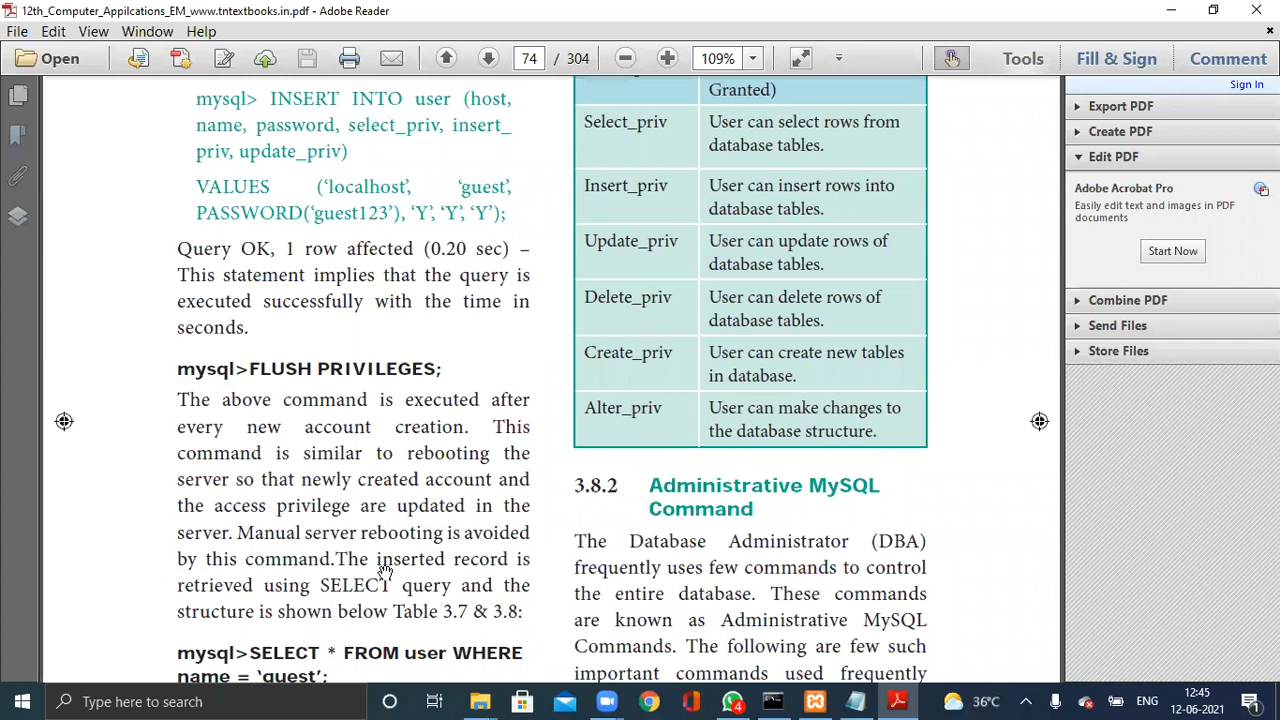 12th_Computer_Applications_EM_www.tntextbooks.in.pdf - Adobe Reader
File Edit View Window Help
Open 74 / 304 109% Tools Fill & Sign Comment
Sign In
Export PDF
Create PDF
Edit PDF
Adobe Acrobat Pro
Easily edit text and images in PDF
documents
Start Now
Combine PDF
Send Files
Store Files
mysql> INSERT INTO user (host,
name, password, select_priv, insert_
priv, update_priv)
VALUES (‘localhost’, ‘guest’,
PASSWORD(‘guest123’), ‘Y’, ‘Y’, ‘Y’);
Query OK, 1 row affected (0.20 sec) –
This statement implies that the query is
executed successfully with the time in
seconds.
mysql>FLUSH PRIVILEGES;
The above command is executed after
every new account creation. This
command is similar to rebooting the
server so that newly created account and
the access privilege are updated in the
server. Manual server rebooting is avoided
by this command.The inserted record is
retrieved using SELECT query and the
structure is shown below Table 3.7 & 3.8:
mysql>SELECT * FROM user WHERE
name = ‘guest’;
Granted)
Select_priv User can select rows from
database tables.
Insert_priv User can insert rows into
database tables.
Update_priv User can update rows of
database tables.
Delete_priv User can delete rows of
database tables.
Create_priv User can create new tables
in database.
Alter_priv User can make changes to
the database structure.
3.8.2 Administrative MySQL
Command
The Database Administrator (DBA)
frequently uses few commands to control
the entire database. These commands
are known as Administrative MySQL
Commands. The following are few such
important commands used frequently
Type here to search
4
36°C
ENG
12:45
12-06-2021
1